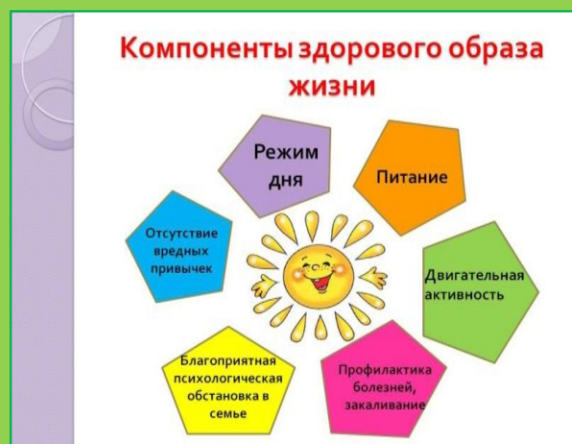 Компоненты здорового образа
жизни
Режим
дня
Питание
Двигательная
активность
Профилактика
болезней,
закаливание
Благоприятная
психологическая
обстановка в
семье
Отсутствие
вредных
привычек